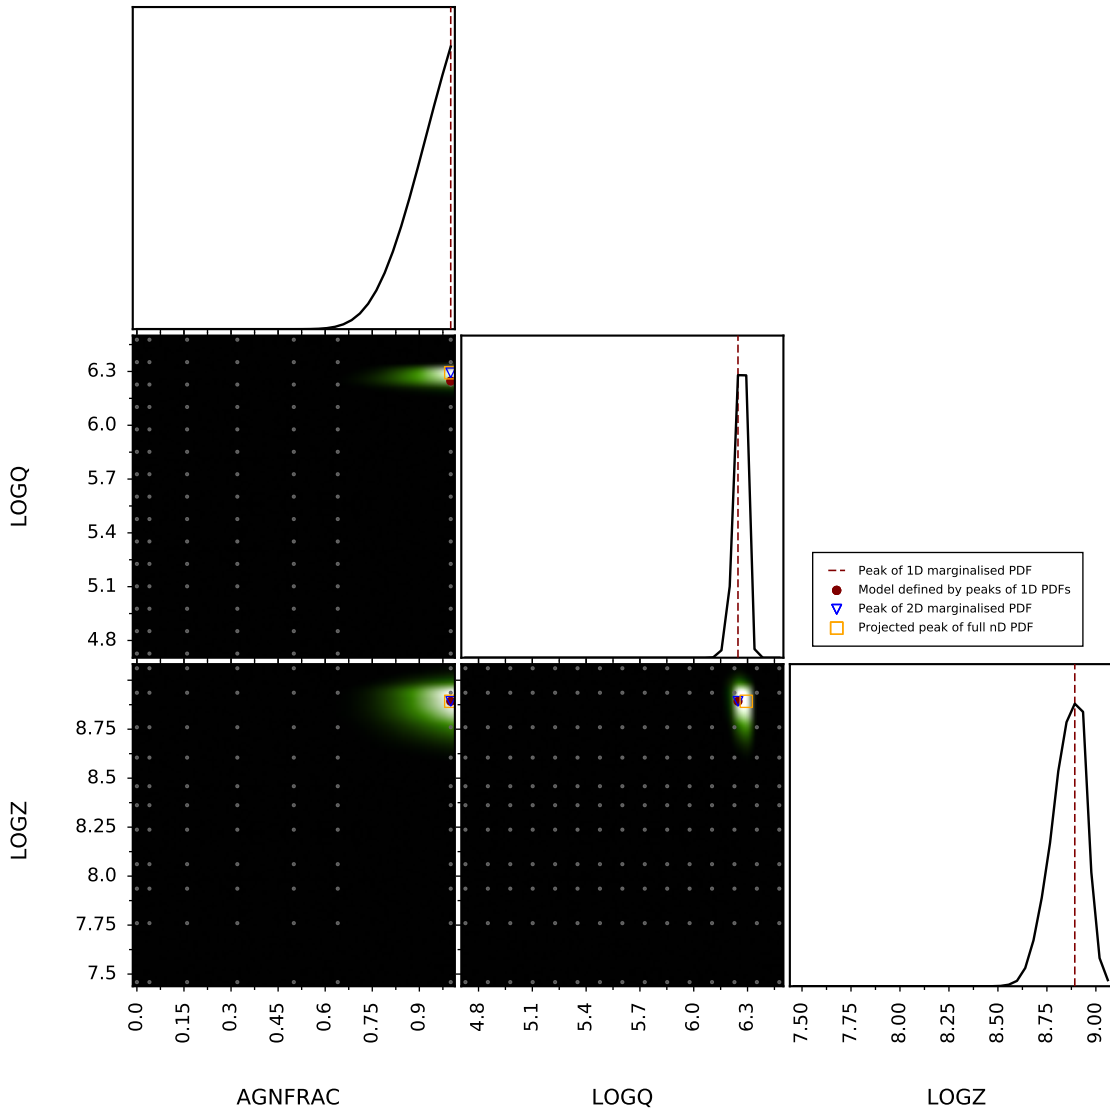 6.3
6.0
5.7
5.4
5.1
4.8
LOGQ
Peak of 1D marginalised PDF
Model defined by peaks of 1D PDFs
Peak of 2D marginalised PDF
Projected peak of full nD PDF
8.75
8.5
8.25
8.0
7.75
7.5
LOGZ
0.0 0.15 0.3 0.45 0.6 0.75 0.9
4.8 5.1 5.4 5.7 6.0 6.3
7.50 7.75 8.00 8.25 8.50 8.75 9.00
AGNFRAC LOGQ LOGZ